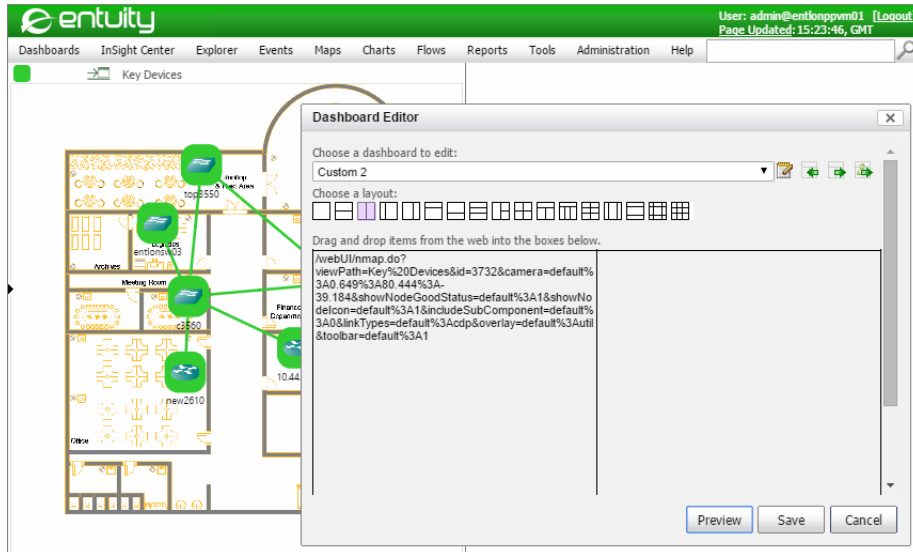 entuity
User: admin@entlonppvm01 [Logout
Page Updated: 15:23:46, GMT
Dashboards InSight Center Explorer Events Maps Charts Flows Reports Tools Administration Help
Key Devices
top3550
& Rest Area
entlonsw03
Archives
Meeting Room
c3560
Finance
10.44.
new2610
Office
Dashboard Editor
Choose a dashboard to edit:
Custom 2
Choose a layout:
Drag and drop items from the web into the boxes below.
/webUI/nmap.do?
viewPath=Key%20Devices&id=3732&camera=default%
3A0.649%3A80.444%3A-
39.184&showNodeGoodStatus=default%3A1&showNo
deIcon=default%3A1&includeSubComponent=default%
3A0&linkTypes=default%3Acdp&overlay=default%3Autil
&toolbar=default%3A1
Preview Save Cancel